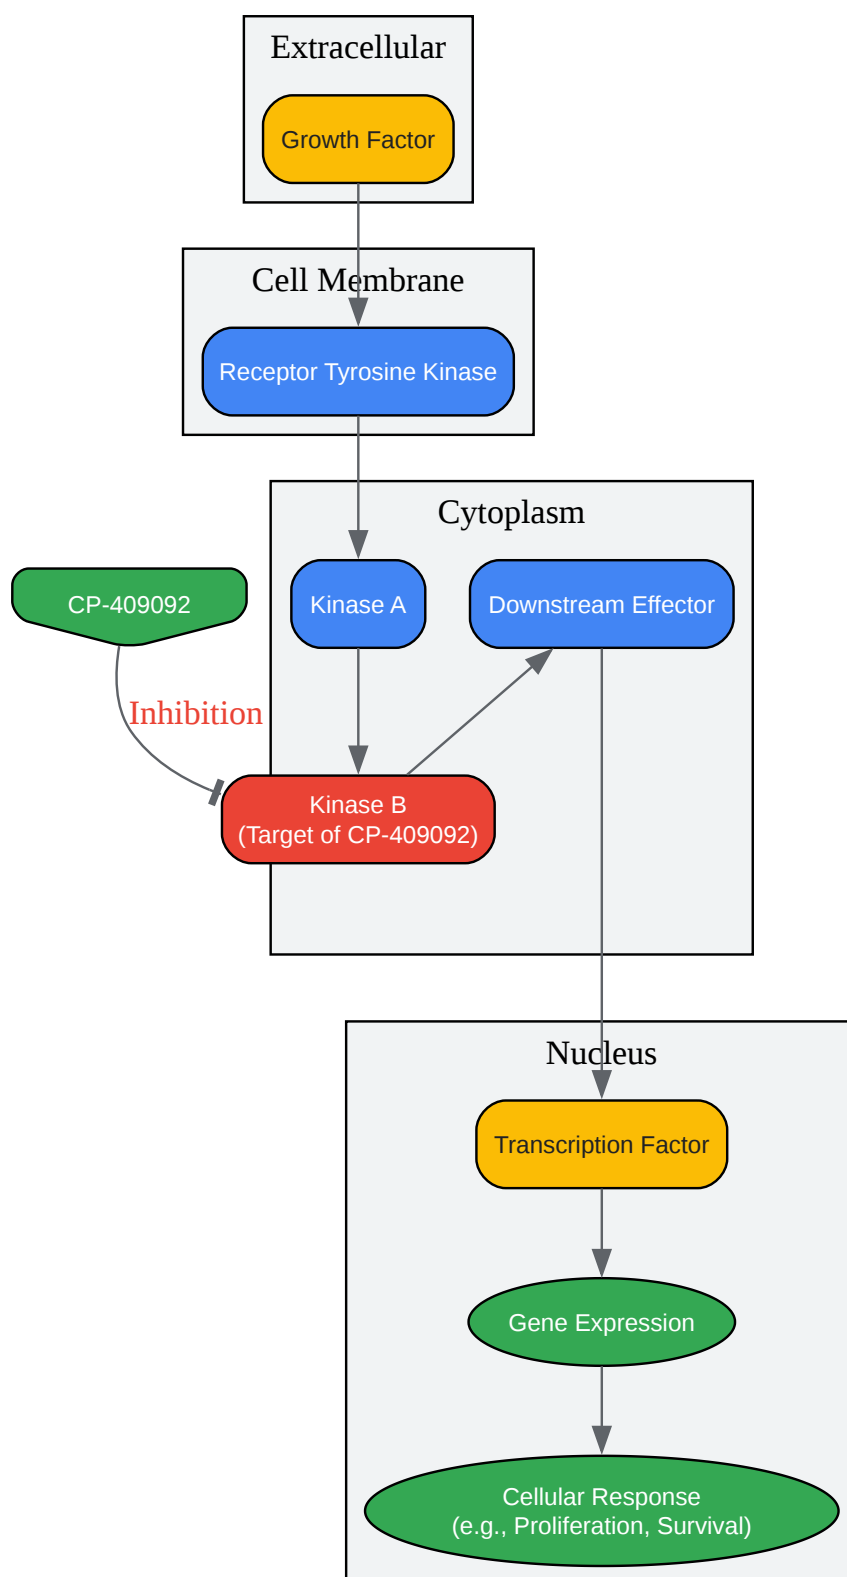 Extracellular
Growth Factor
Cell Membrane
Receptor Tyrosine Kinase
Cytoplasm
CP-409092
Kinase A
Downstream Effector
Inhibition
Kinase B
(Target of CP-409092)
Nucleus
Transcription Factor
Gene Expression
Cellular Response
(e.g., Proliferation, Survival)